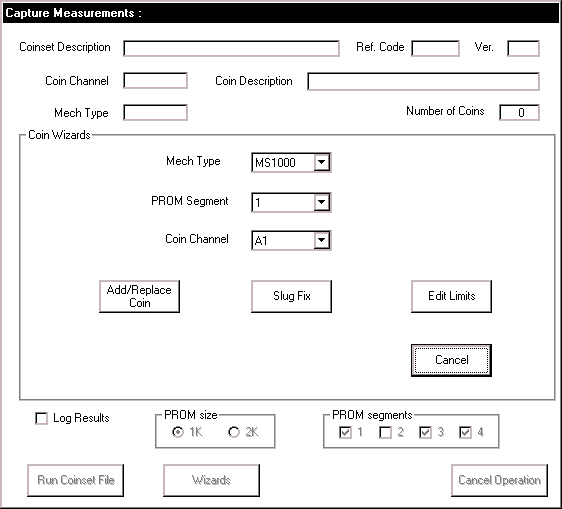 Capture Measurements :
Coinset Description Ref. Code Ver.
Coin Channel Coin Description
Mech Type Number of Coins 0
Coin Wizards
Mech Type MS1000
PROM Segment 1
Coin Channel A1
Add/Replace
Coin
Slug Fix
Edit Limits
Cancel
Log Results
PROM size
1K 2K
PROM segments
1 2 3 4
Run Coinset File Wizards Cancel Operation